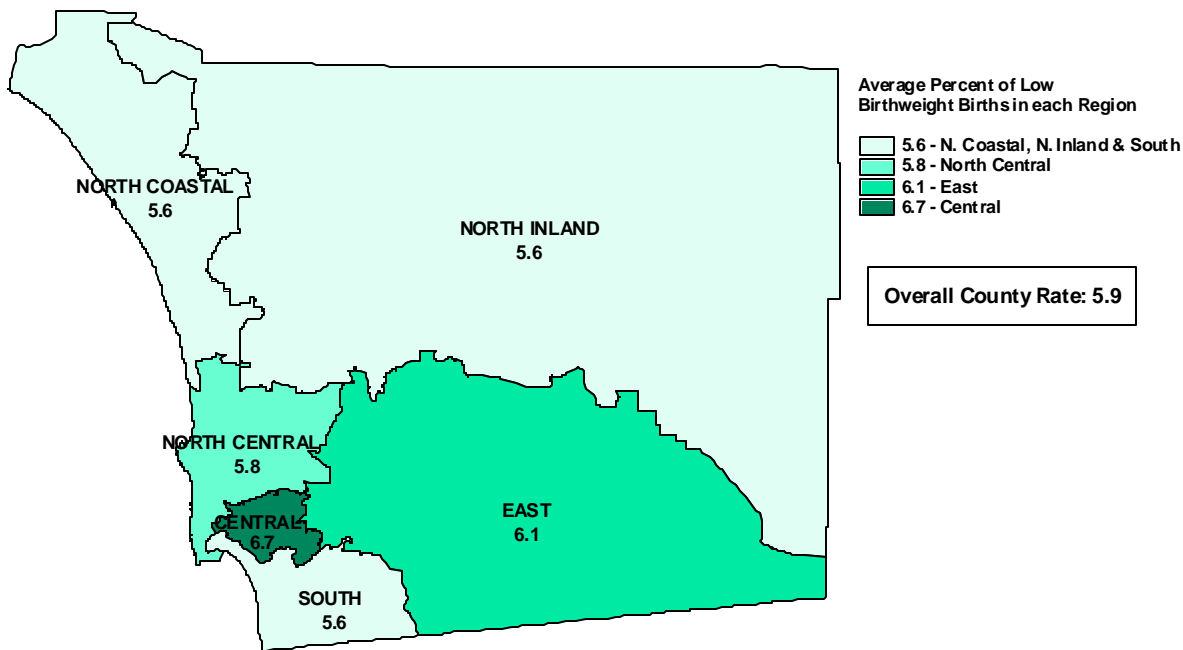 Average Percent of Low
Birthweight Births in each Region
5.6 - N. Coastal, N. Inland & South
5.8 - North Central
6.1 - East
6.7 - Central
Overall County Rate: 5.9
NORTH COASTAL
5.6
NORTH INLAND
5.6
NORTH CENTRAL
5.8
CENTRAL
6.7
EAST
6.1
SOUTH
5.6